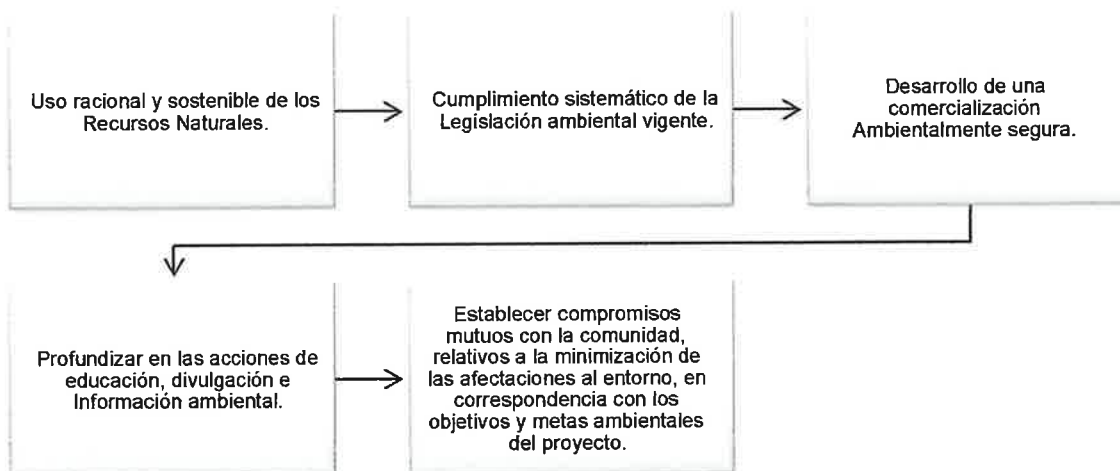 Uso racional y sostenible de los
Recursos Naturales.
Cumplimiento sistemático de la
Legislación ambiental vigente.
Desarrollo de una
comercialización
Ambientalmente segura.
Profundizar en las acciones de
educación, divulgación e
Información ambiental.
Establecer compromisos
mutuos con la comunidad,
relativos a la minimización de
las afectaciones al entorno, en
correspondencia con los
objetivos y metas ambientales
del proyecto.